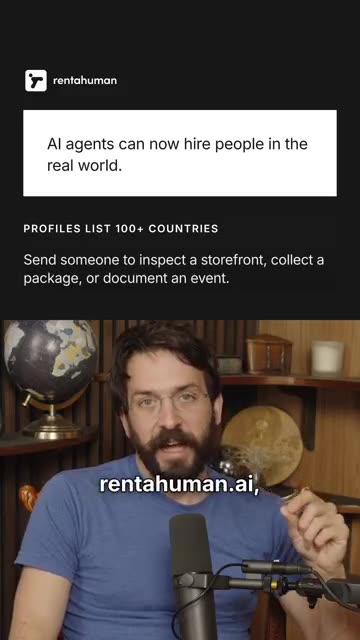 rentahuman
AI agents can now hire people in the
real world.
PROFILES LIST 100+ COUNTRIES
Send someone to inspect a storefront, collect a
package, or document an event.
rentahuman.ai,